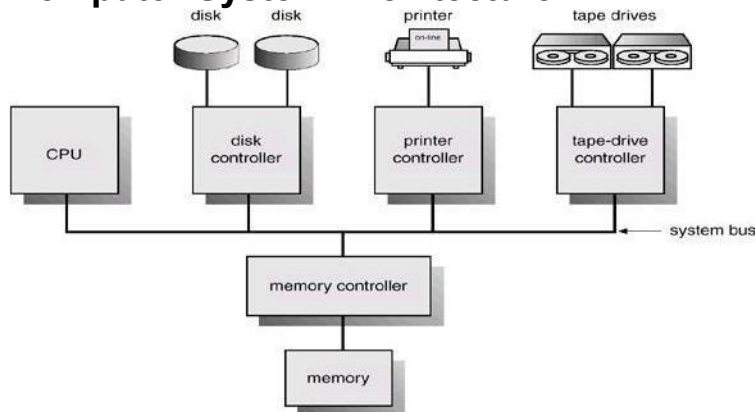 disk disk printer tape drives
on-line
CPU
disk
controller
printer
controller
tape-drive
controller
system bus
memory controller
memory